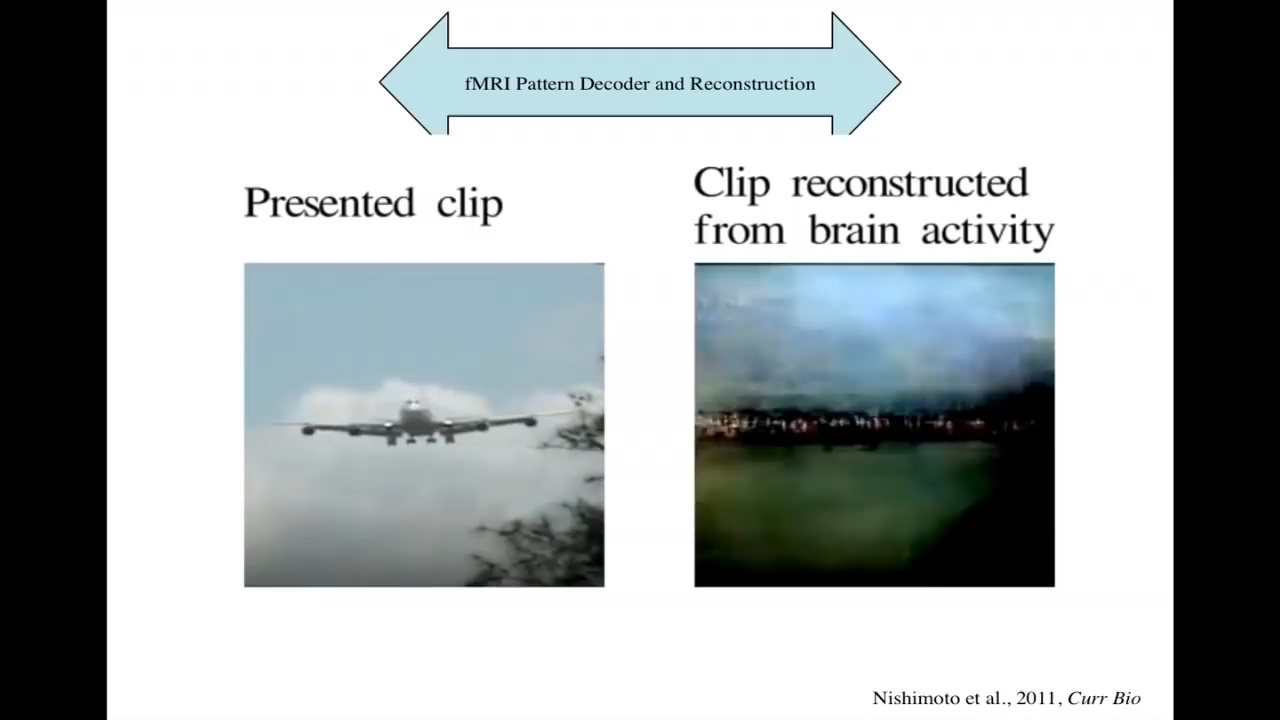 fMRI Pattern Decoder and Reconstruction
Presented clip
Clip reconstructed
from brain activity
Nishimoto et al., 2011, Curr Bio